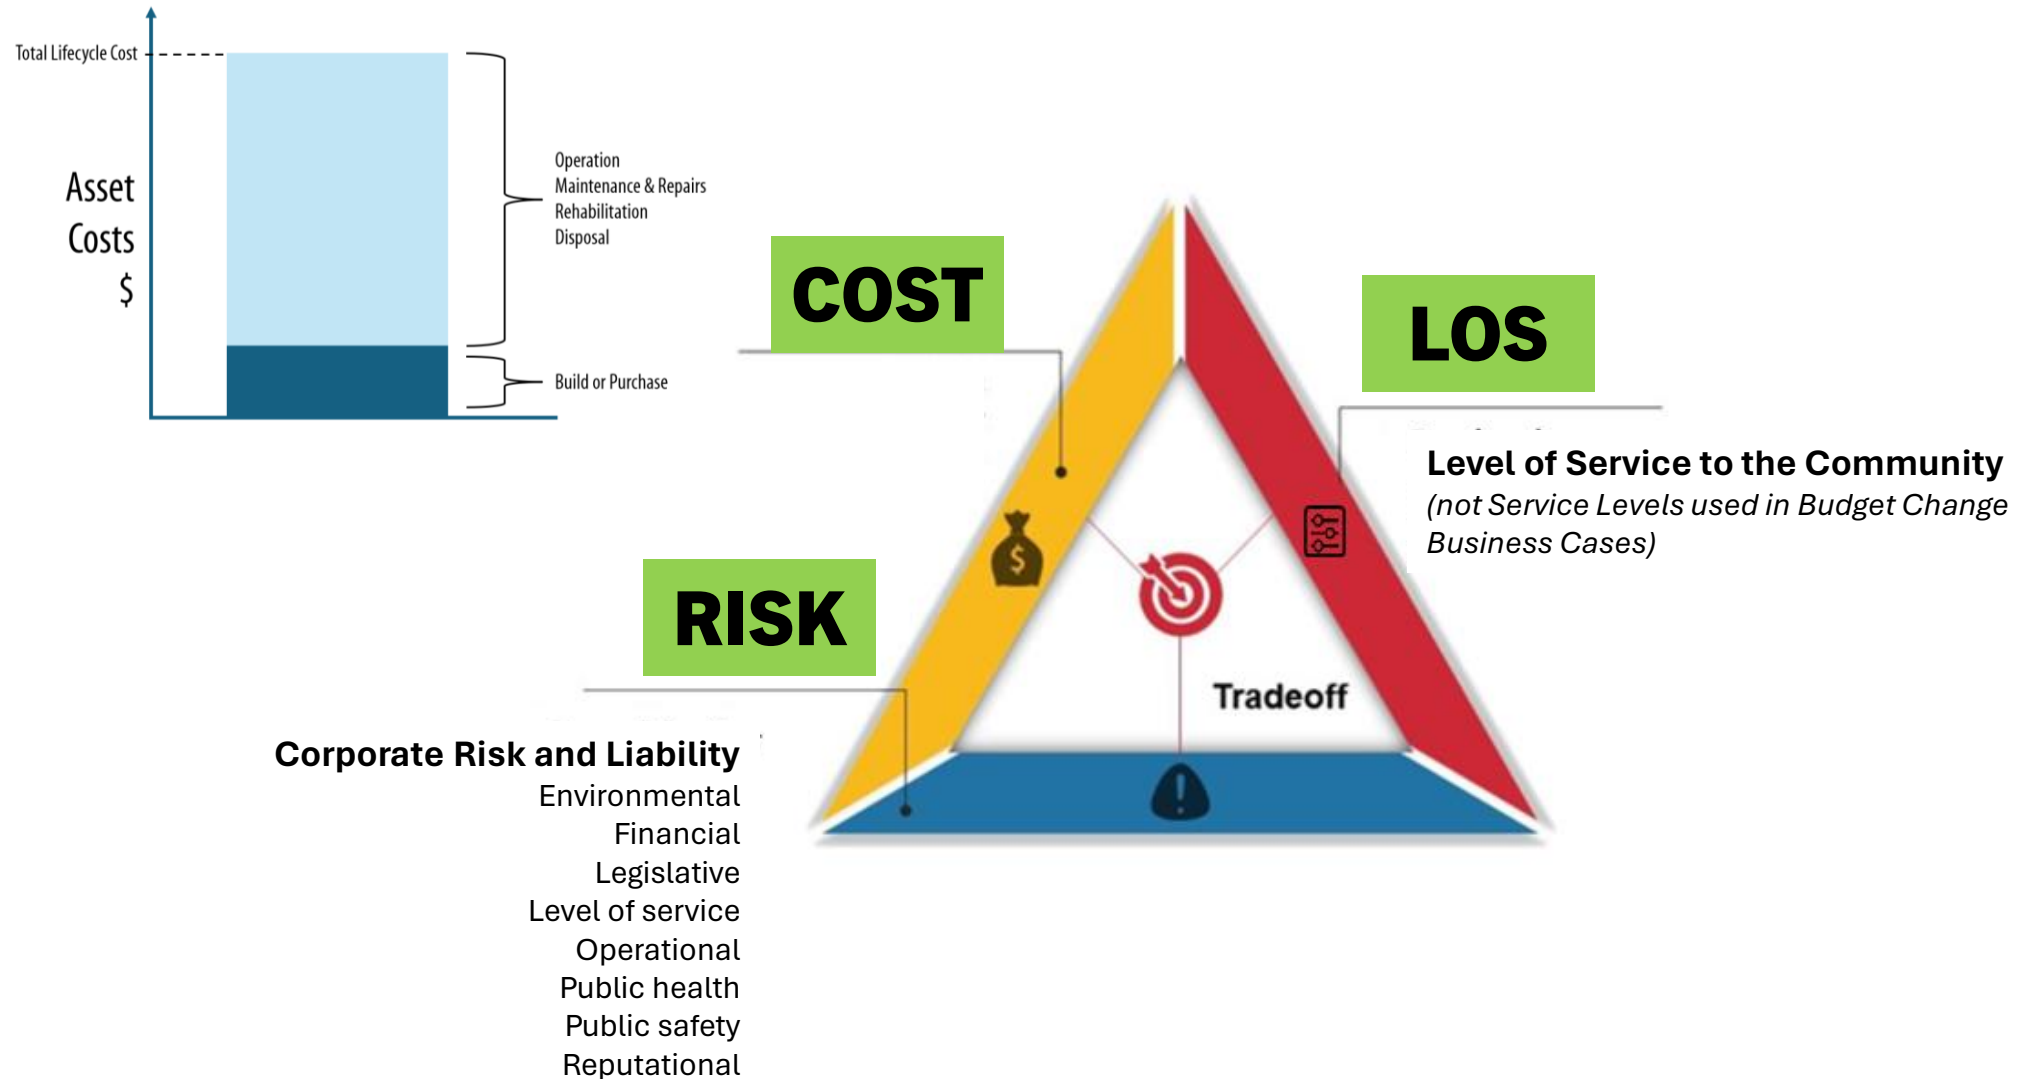 Total Lifecycle Cost
Asset
Costs
$
Operation
Maintenance & Repairs
Rehabilitation
Disposal
Build or Purchase
COST
LOS
Level of Service to the Community
(not Service Levels used in Budget Change
Business Cases)
$
RISK
Tradeoff
!
Corporate Risk and Liability
Environmental
Financial
Legislative
Level of service
Operational
Public health
Public safety
Reputational